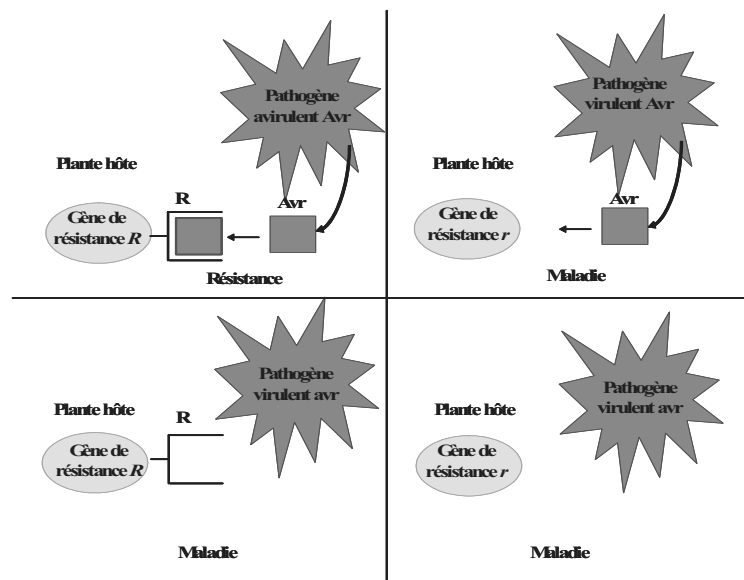 Pathogène
avirulent Avr
Plante hôte
R
Avr
Gène de
résistance R
Résistance
Pathogène
virulent Avr
Plante hôte
Avr
Gène de
résistance r
Maladie
Pathogène
virulent avr
Plante hôte
R
Gène de
résistance R
Maladie
Pathogène
virulent avr
Plante hôte
Gène de
résistance r
Maladie